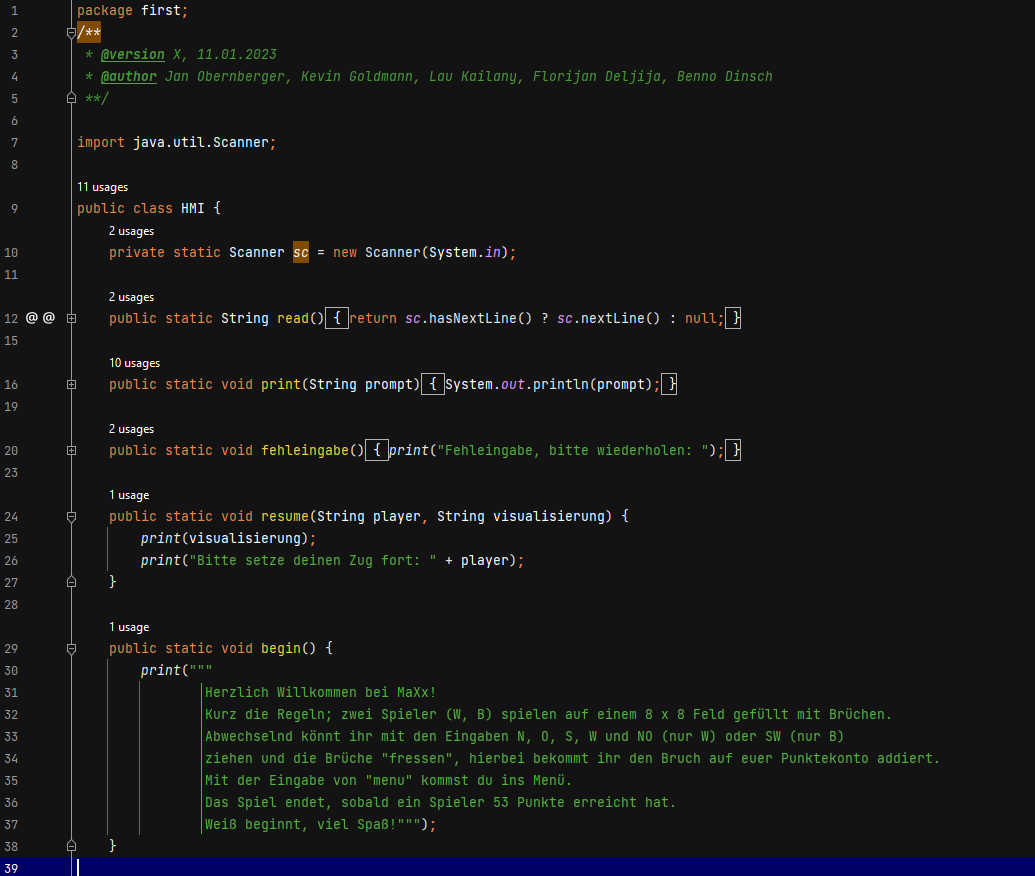 1 package first;
2 /**
3 * @version X, 11.01.2023
4 * @author Jan Obernberger, Kevin Goldmann, Lav Kailany, Florijan Deljija, Benno Dinsch
5 **/
6
7 import java.util.Scanner;
8
11 usages
9 public class HMI {
2 usages
10 private static Scanner sc = new Scanner(System.in);
11
2 usages
12 @ @ public static String read() { return sc.hasNextLine() ? sc.nextLine() : null; }
15
10 usages
16 public static void print(String prompt) { System.out.println(prompt); }
19
2 usages
20 public static void fehleingabe() { print("Fehleingabe, bitte wiederholen: "); }
23
1 usage
24 public static void resume(String player, String visualisierung) {
25 print(visualisierung);
26 print("Bitte setze deinen Zug fort: " + player);
27 }
28
1 usage
29 public static void begin() {
30 print("""
31 Herzlich Willkommen bei MaXx!
32 Kurz die Regeln; zwei Spieler (W, B) spielen auf einem 8 x 8 Feld gefüllt mit Brüchen.
33 Abwechselnd könnt ihr mit den Eingaben N, O, S, W und NO (nur W) oder SW (nur B)
34 ziehen und die Brüche "fressen", hierbei bekommt ihr den Bruch auf euer Punktekonto addiert.
35 Mit der Eingabe von "menu" kommst du ins Menü.
36 Das Spiel endet, sobald ein Spieler 53 Punkte erreicht hat.
37 Weiß beginnt, viel Spaß!""");
38 }
39